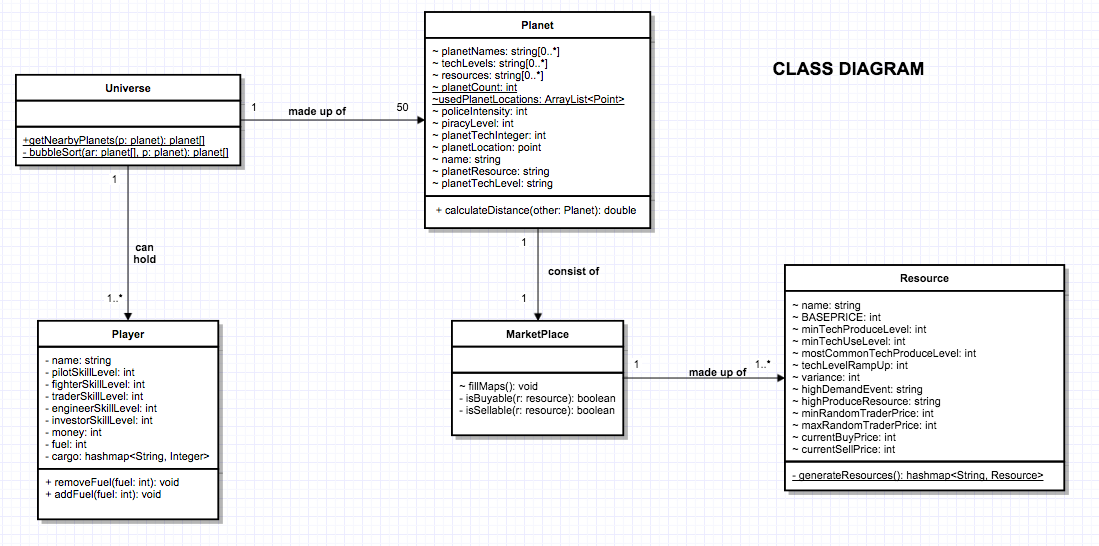 CLASS DIAGRAM
Universe
+getNearbyPlanets(p: planet): planet[]
- bubbleSort(ar: planet[], p: planet): planet[]
1
made up of
50
Planet
~ planetNames: string[0..*]
~ techLevels: string[0..*]
~ resources: string[0..*]
~ planetCount: int
~usedPlanetLocations: ArrayList<Point>
~ policeIntensity: int
~ piracyLevel: int
~ planetTechInteger: int
~ planetLocation: point
~ name: string
~ planetResource: string
~ planetTechLevel: string
+ calculateDistance(other: Planet): double
1
can
hold
1..*
Player
- name: string
- pilotSkillLevel: int
- fighterSkillLevel: int
- traderSkillLevel: int
- engineerSkillLevel: int
- investorSkillLevel: int
- money: int
- fuel: int
- cargo: hashmap<String, Integer>
+ removeFuel(fuel: int): void
+ addFuel(fuel: int): void
1
consist of
1
MarketPlace
~ fillMaps(): void
- isBuyable(r: resource): boolean
- isSellable(r: resource): boolean
1
made up of
1..*
Resource
~ name: string
~ BASEPRICE: int
~ minTechProduceLevel: int
~ minTechUseLevel: int
~ mostCommonTechProduceLevel: int
~ techLevelRampUp: int
~ variance: int
~ highDemandEvent: string
~ highProduceResource: string
~ minRandomTraderPrice: int
~ maxRandomTraderPrice: int
~ currentBuyPrice: int
~ currentSellPrice: int
- generateResources(): hashmap<String, Resource>